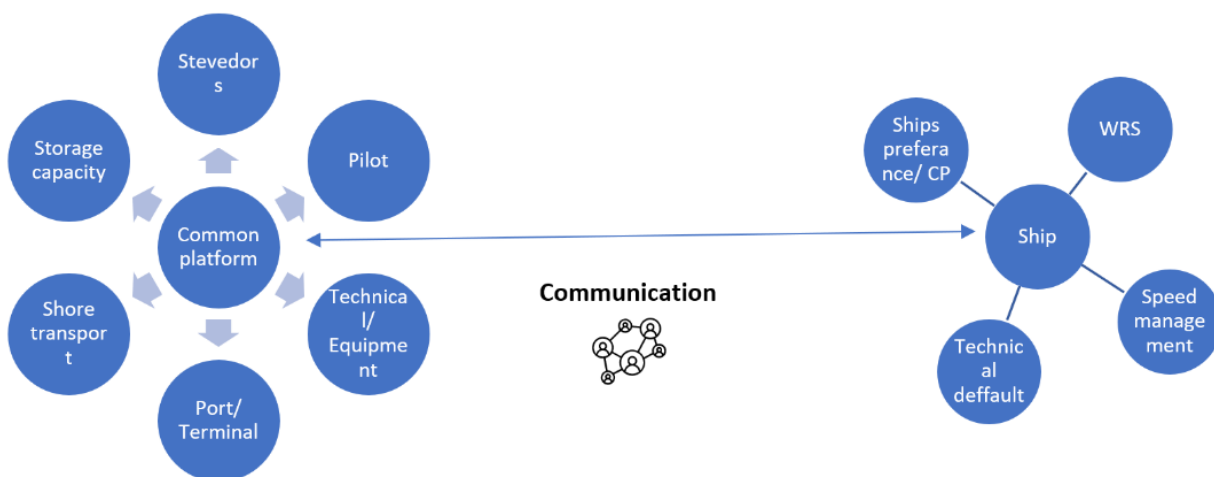 Stevedor
s
Storage
capacity
Pilot
Common
platform
Shore
transpor
t
Technica
l/
Equipme
nt
Port/
Terminal
Communication
Ships
prefera
nce/ CP
WRS
Ship
Speed
manage
ment
Technic
al
deffault